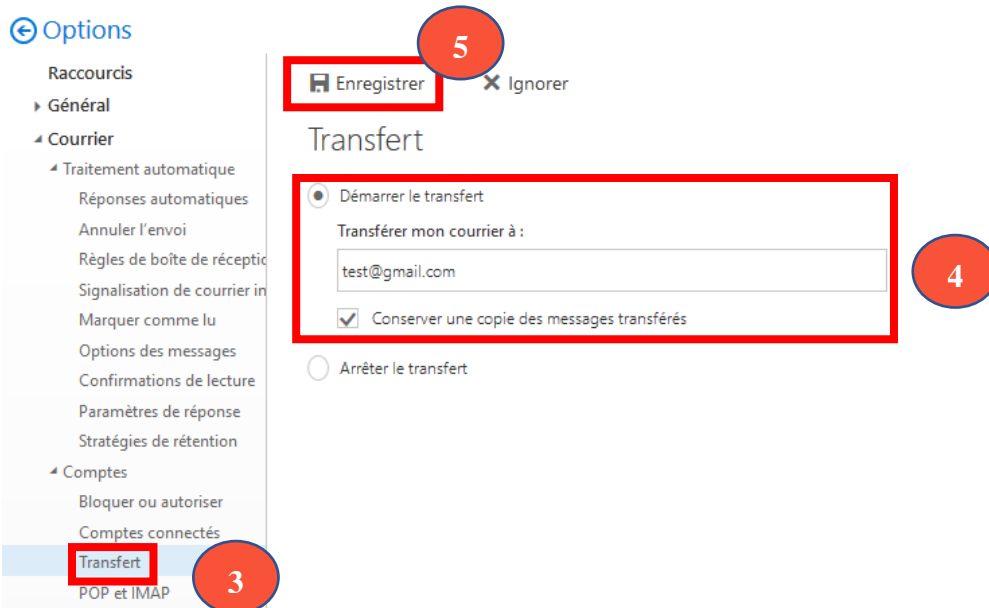 Options
Raccourcis
Général
Courrier
Traitement automatique
Réponses automatiques
Annuler l'envoi
Règles de boîte de réceptic
Signalisation de courrier in
Marquer comme lu
Options des messages
Confirmations de lecture
Paramètres de réponse
Stratégies de rétention
Comptes
Bloquer ou autoriser
Comptes connectés
Transfert
3
POP et IMAP
5
Enregistrer
Ignorer
Transfert
Démarrer le transfert
Transférer mon courrier à :
test@gmail.com
4
Conserver une copie des messages transférés
Arrêter le transfert